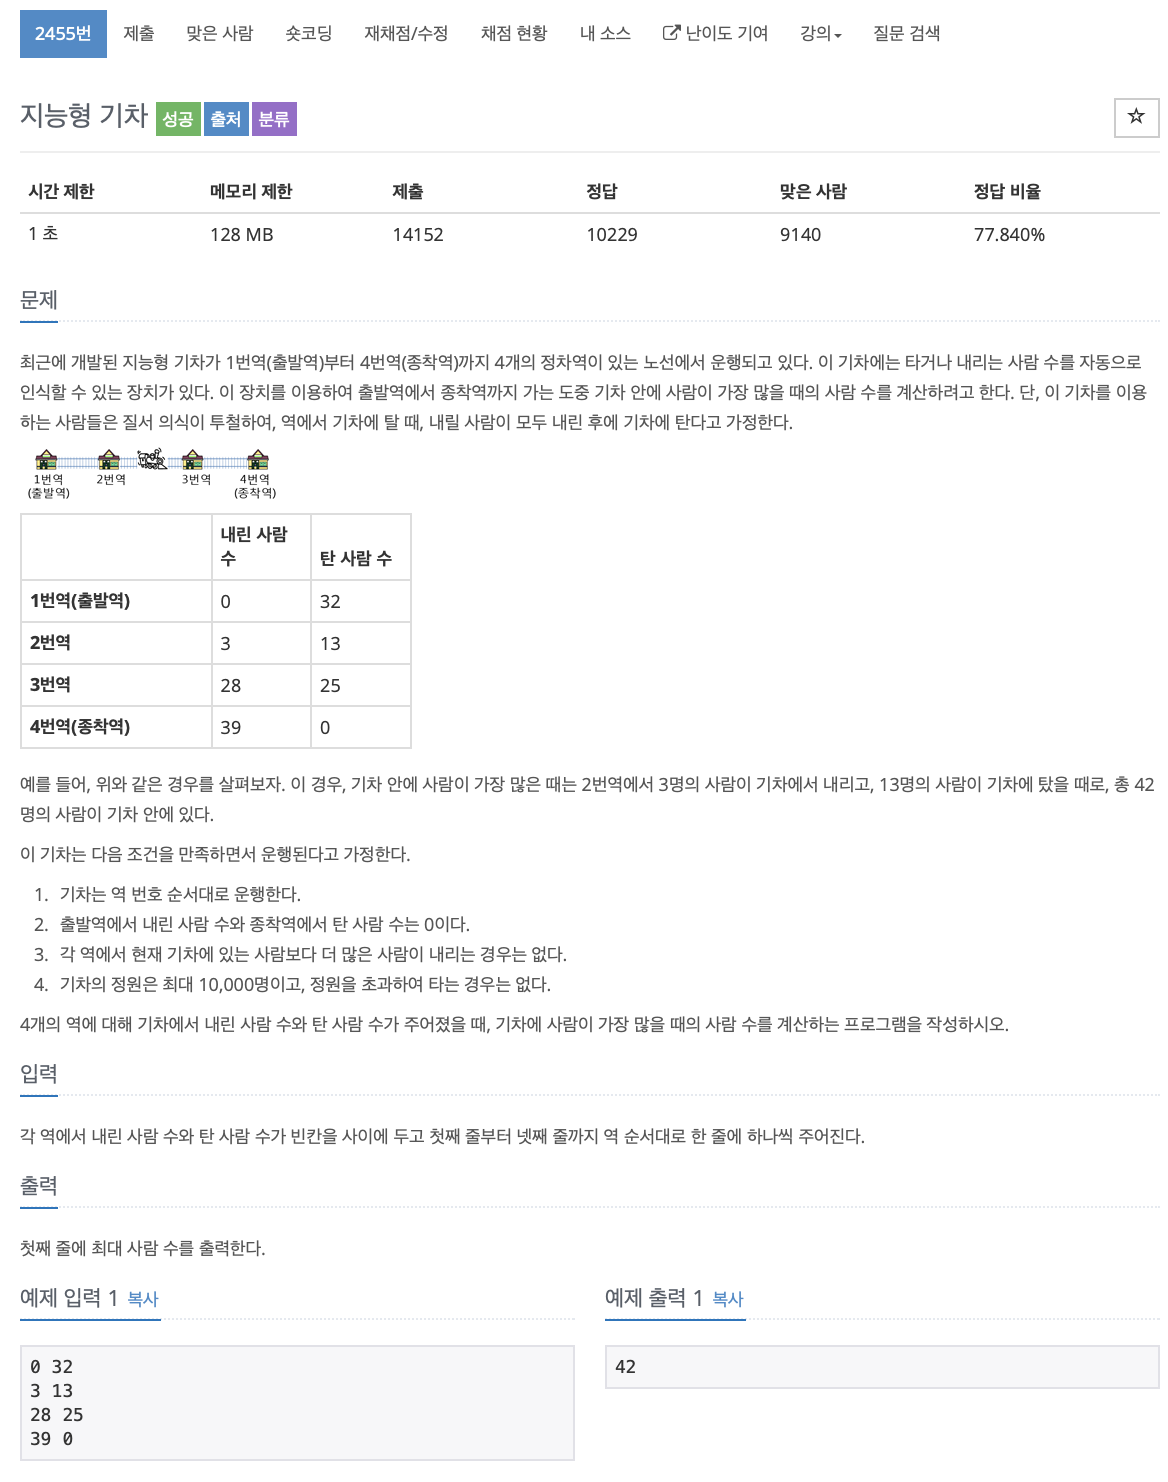 2455번 제출 맞은 사람 숏코딩 재채점/수정 채점 현황 내 소스 난이도 기여 강의 질문 검색
지능형 기차 성공 출처 분류
시간 제한 메모리 제한 제출 정답 맞은 사람 정답 비율
1 초 128 MB 14152 10229 9140 77.840%
문제
최근에 개발된 지능형 기차가 1번역(출발역)부터 4번역(종착역)까지 4개의 정차역이 있는 노선에서 운행되고 있다. 이 기차에는 타거나 내리는 사람 수를 자동으로
인식할 수 있는 장치가 있다. 이 장치를 이용하여 출발역에서 종착역까지 가는 도중 기차 안에 사람이 가장 많을 때의 사람 수를 계산하려고 한다. 단, 이 기차를 이용
하는 사람들은 질서 의식이 투철하여, 역에서 기차에 탈 때, 내릴 사람이 모두 내린 후에 기차에 탄다고 가정한다.
1번역 2번역 3번역 4번역
(출발역) (종착역)
내린 사람
수 탄 사람 수
1번역(출발역) 0 32
2번역 3 13
3번역 28 25
4번역(종착역) 39 0
예를 들어, 위와 같은 경우를 살펴보자. 이 경우, 기차 안에 사람이 가장 많은 때는 2번역에서 3명의 사람이 기차에서 내리고, 13명의 사람이 기차에 탔을 때로, 총 42
명의 사람이 기차 안에 있다.
이 기차는 다음 조건을 만족하면서 운행된다고 가정한다.
1. 기차는 역 번호 순서대로 운행한다.
2. 출발역에서 내린 사람 수와 종착역에서 탄 사람 수는 0이다.
3. 각 역에서 현재 기차에 있는 사람보다 더 많은 사람이 내리는 경우는 없다.
4. 기차의 정원은 최대 10,000명이고, 정원을 초과하여 타는 경우는 없다.
4개의 역에 대해 기차에서 내린 사람 수와 탄 사람 수가 주어졌을 때, 기차에 사람이 가장 많을 때의 사람 수를 계산하는 프로그램을 작성하시오.
입력
각 역에서 내린 사람 수와 탄 사람 수가 빈칸을 사이에 두고 첫째 줄부터 넷째 줄까지 역 순서대로 한 줄에 하나씩 주어진다.
출력
첫째 줄에 최대 사람 수를 출력한다.
예제 입력 1 복사
0 32
3 13
28 25
39 0
예제 출력 1 복사
42